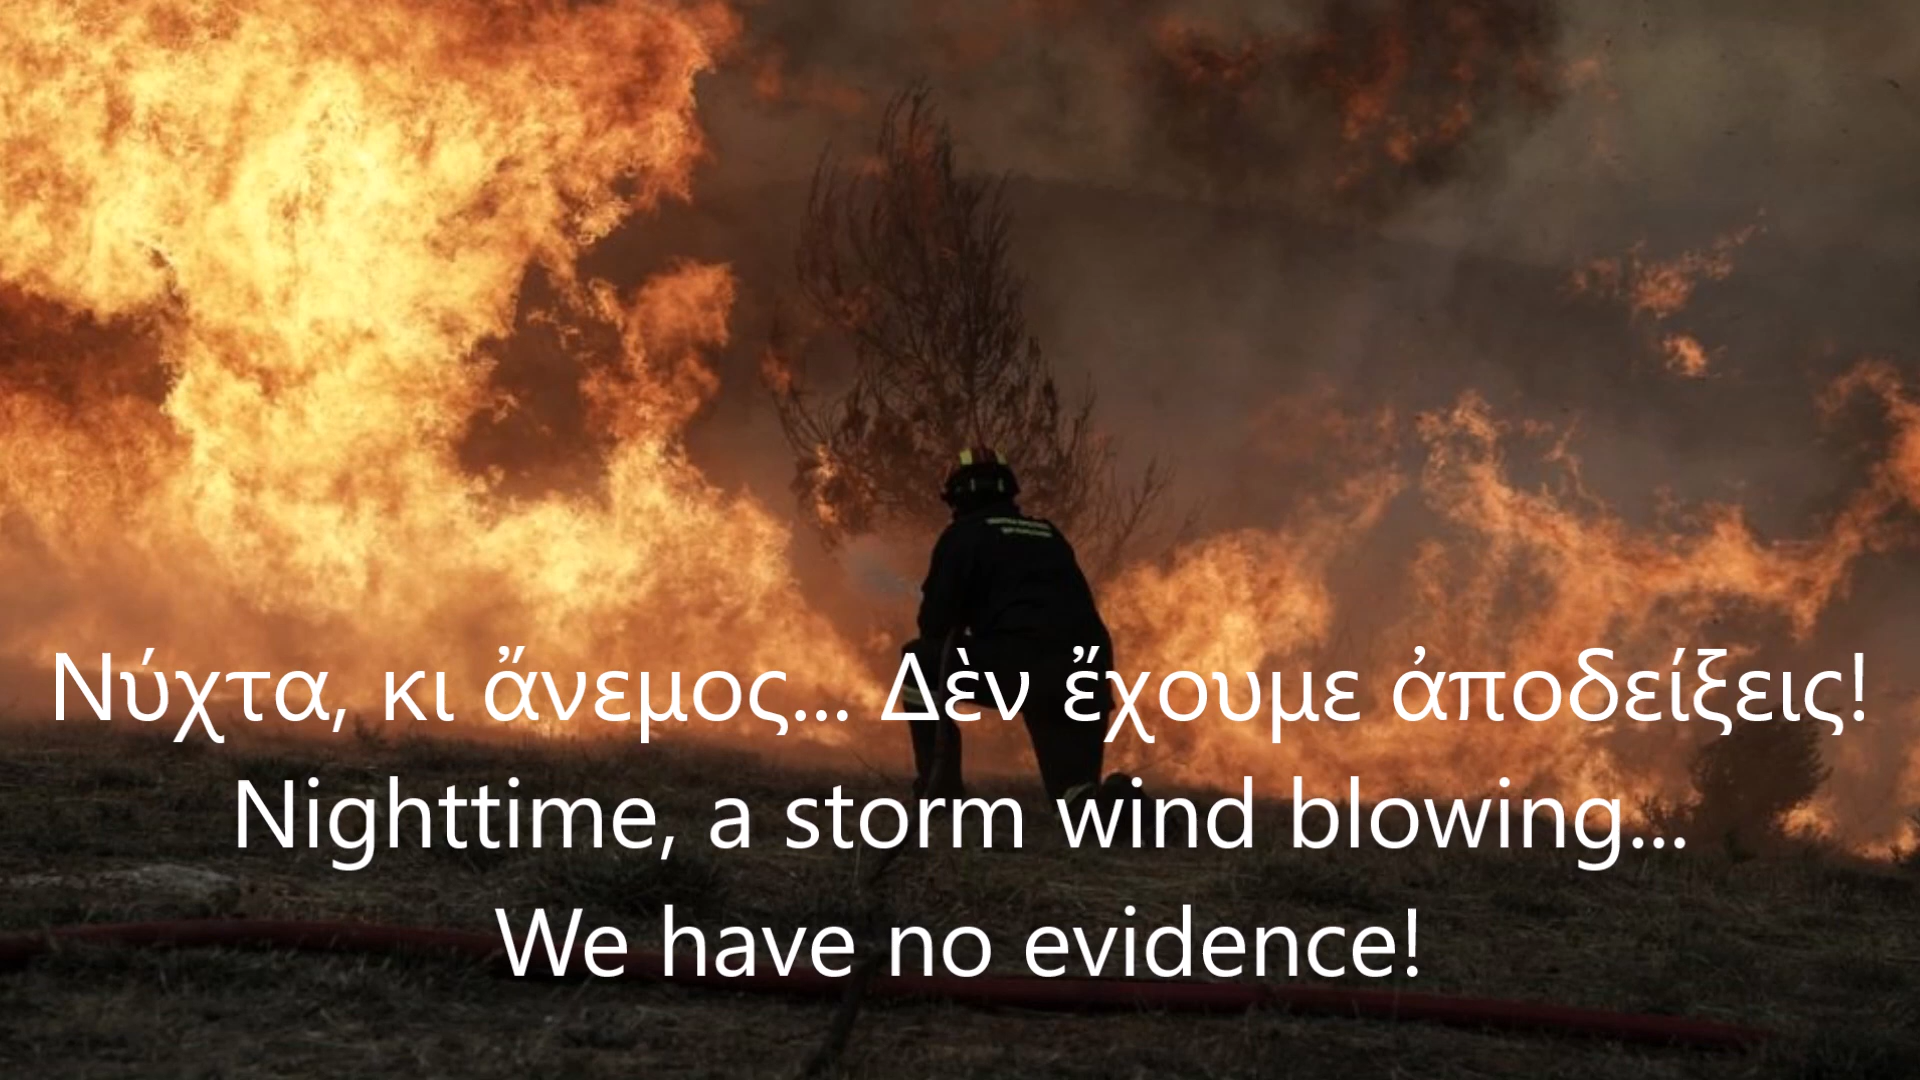 Νύχτα, κι ἄνεμος... Δὲν ἔχουμε ἀποδείξεις!
Nighttime, a storm wind blowing...
We have no evidence!